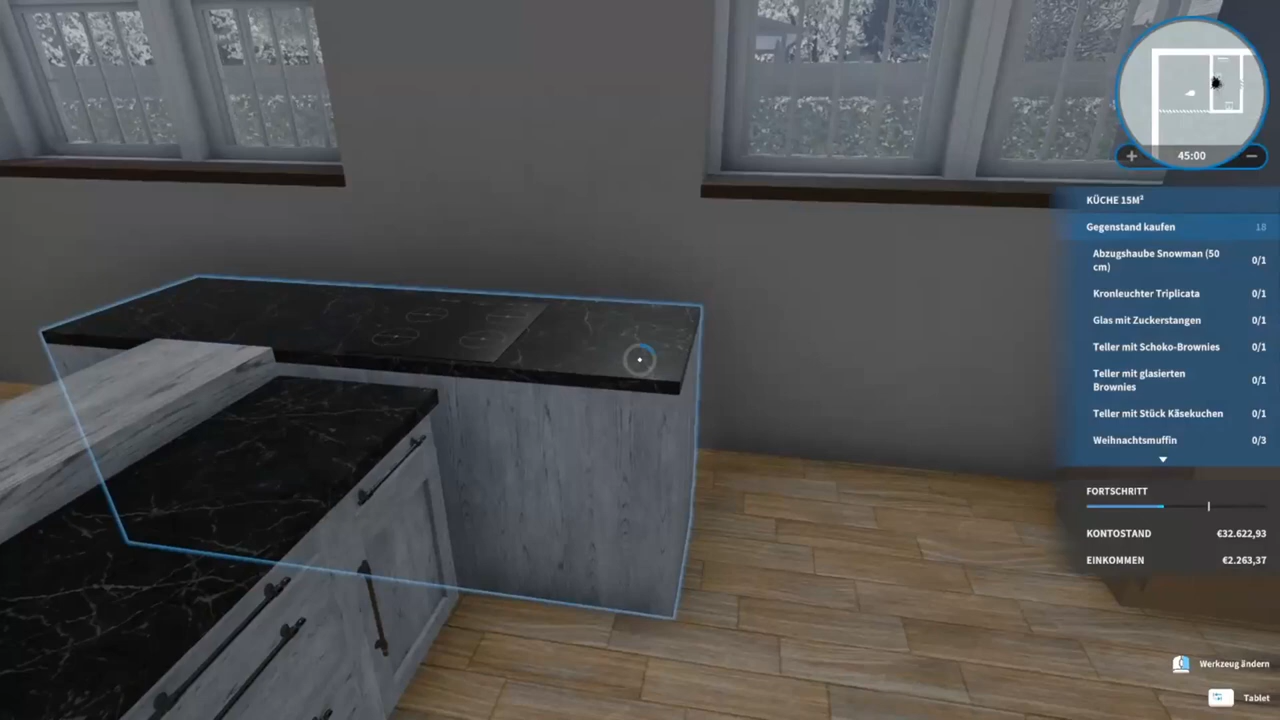 45:00
KÜCHE 15M²
Gegenstand kaufen 18
Abzugshaube Snowman (50 0/1
cm)
Kronleuchter Triplicata 0/1
Glas mit Zuckerstangen 0/1
Teller mit Schoko-Brownies 0/1
Teller mit glasierten 0/1
Brownies
Teller mit Stück Käsekuchen 0/1
Weihnachtsmuffin 0/3
FORTSCHRITT
KONTOSTAND €32.622,93
EINKOMMEN €2.263,37
Werkzeug ändern
Tablet